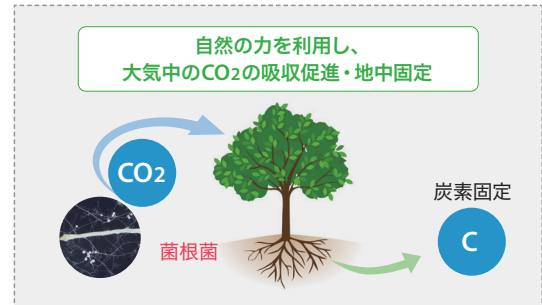 自然の力を利用し、
大気中のCO2の吸収促進・地中固定
CO2
菌根菌
炭素固定
C